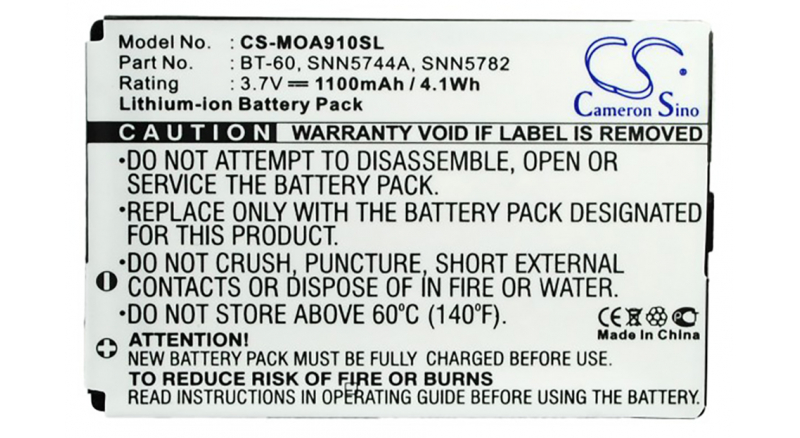 Model No. : CS-MOA910SL
Part No. : BT-60, SNN5744A, SNN5782
Rating : 3.7V 1100mAh / 4.1Wh
Lithium-ion Battery Pack
CS
Cameron Sino
CAUTION WARRANTY VOID IF LABEL IS REMOVED
•DO NOT ATTEMPT TO DISASSEMBLE, OPEN OR
SERVICE THE BATTERY PACK.
•REPLACE ONLY WITH THE BATTERY PACK DESIGNATED
FOR THIS PRODUCT.
•DO NOT CRUSH, PUNCTURE, SHORT EXTERNAL
CONTACTS OR DISPOSE OF IN FIRE OR WATER.
•DO NOT STORE ABOVE 60°C (140°F).
CE
Made In China
ATTENTION!
NEW BATTERY PACK MUST BE FULLY CHARGED BEFORE USE.
TO REDUCE RISK OF FIRE OR BURNS
READ INSTRUCTIONS IN OPERATING GUIDE BEFORE USING BATTERY.